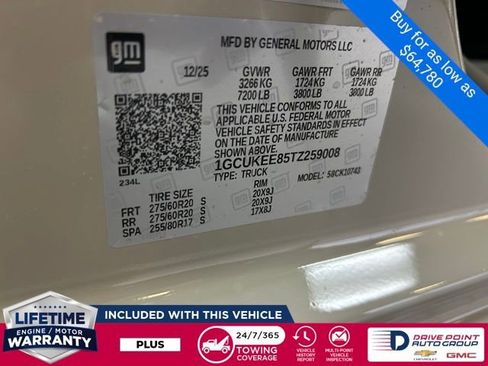 gm
MFD BY GENERAL MOTORS LLC
12/25 GVWR GAWR FRT GAWR RR
3266 KG 1724 KG 1724 KG
7200 LB 3800 LB 3800 LB
THIS VEHICLE CONFORMS TO ALL
APPLICABLE U.S. FEDERAL MOTOR
VEHICLE SAFETY STANDARDS IN EFFECT
ON THE DATE OF MANUFACTURE SHOWN
ABOVE.
1GCUKEE85TZ259008
TYPE: TRUCK MODEL: 58CK10743
234L
TIRE SIZE RIM
FRT 275/60R20 S 20X9J
RR 275/60R20 S 20X9J
SPA 255/80R17 S 17X8J
Buy for as low as
$64,780
INCLUDED WITH THIS VEHICLE
LIFETIME
ENGINE / MOTOR
WARRANTY
PLUS
24/7/365
TOWING
COVERAGE
VEHICLE
HISTORY
REPORT
MULTI-POINT
VEHICLE
INSPECTION
DRIVE POINT
AUTO GROUP
CHEVROLET GMC